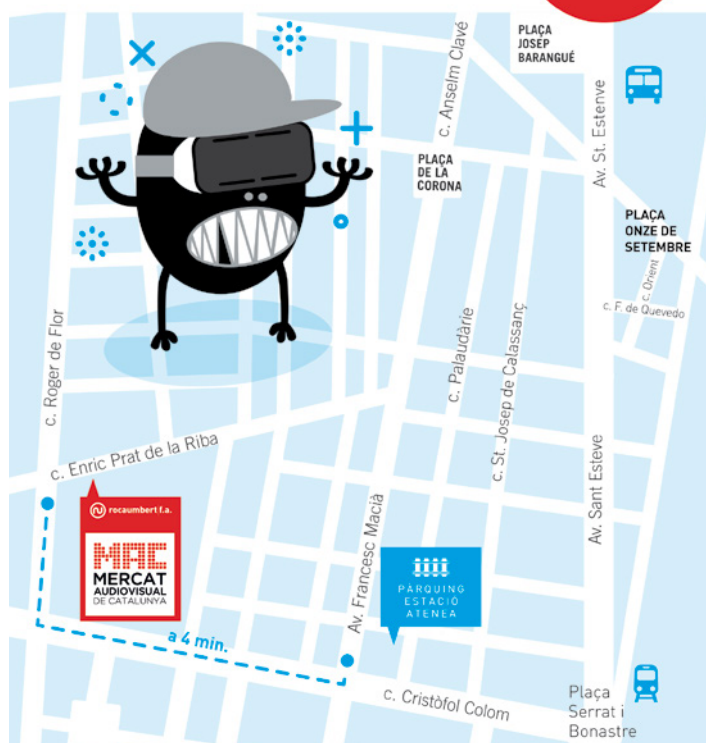 PLAÇA
JOSEP
BARANGUÉ
c. Anselm Clavé
Av. St. Estenve
PLAÇA
DE LA
CORONA
PLAÇA
ONZE DE
SETEMBRE
c. Orient
c. F. de Quevedo
c. Roger de Flor
c. Palaudàrie
c. St. Josep de Calassanç
c. Enric Prat de la Riba
Av. Francesc Macià
Av. Sant Esteve
rocaumbert f.a.
MAC
MERCAT
AUDIOVISUAL
DE CATALUNYA
PÀRQUING
ESTACIÓ
ATENEA
a 4 min.
c. Cristòfol Colom
Plaça
Serrat i
Bonastre